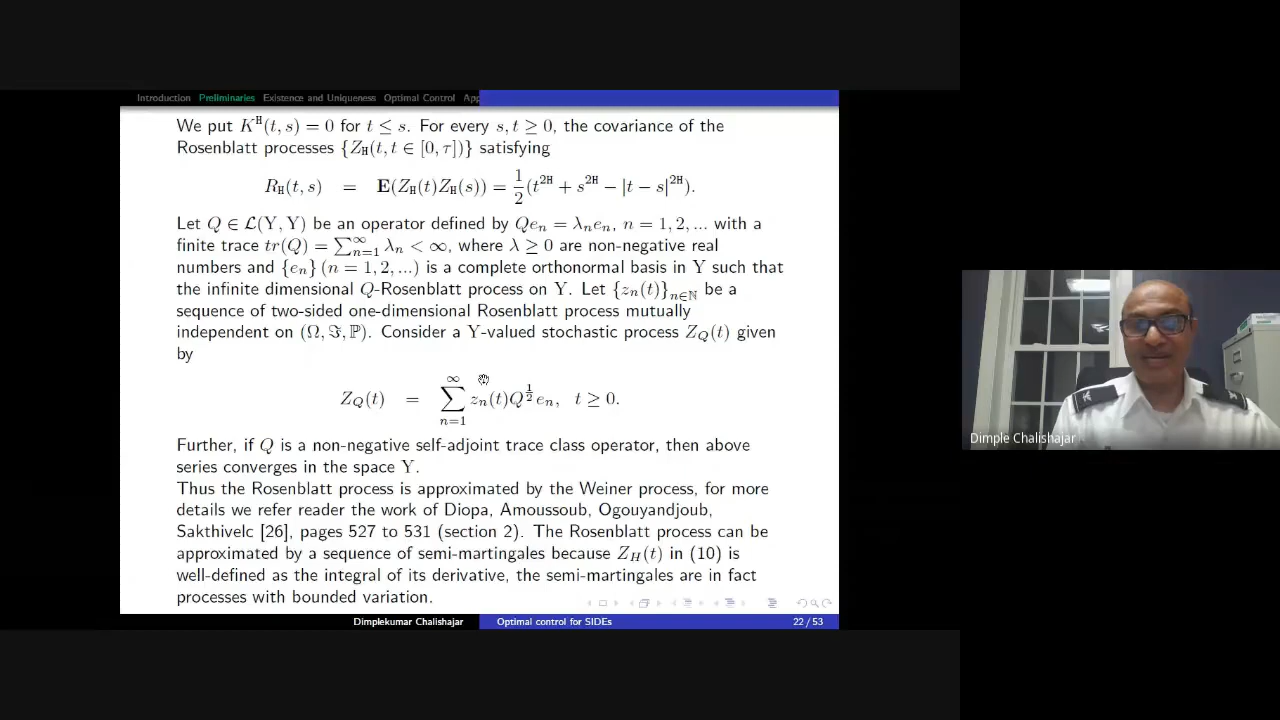 Introduction Preliminaries Existence and Uniqueness Optimal Control App
We put K^H(t, s) = 0 for t ≤ s. For every s, t ≥ 0, the covariance of the
Rosenblatt processes {Z_H(t, t ∈ [0, τ])} satisfying
R_H(t, s) = E(Z_H(t)Z_H(s)) = 1/2(t^2H + s^2H − |t − s|^2H).
Let Q ∈ ℒ(Y, Y) be an operator defined by Qe_n = λ_n e_n, n = 1, 2, ... with a
finite trace tr(Q) = ∑_{n=1}^∞ λ_n < ∞, where λ ≥ 0 are non-negative real
numbers and {e_n} (n = 1, 2, ...) is a complete orthonormal basis in Y such that
the infinite dimensional Q-Rosenblatt process on Y. Let {z_n(t)}_{n∈ℕ} be a
sequence of two-sided one-dimensional Rosenblatt process mutually
independent on (Ω, ℑ, ℙ). Consider a Y-valued stochastic process Z_Q(t) given
by
Z_Q(t) = ∑_{n=1}^∞ z_n(t)Q^{1/2} e_n, t ≥ 0.
Further, if Q is a non-negative self-adjoint trace class operator, then above
series converges in the space Y.
Thus the Rosenblatt process is approximated by the Weiner process, for more
details we refer reader the work of Diopa, Amoussoub, Ogouyandjoub,
Sakthivelc [26], pages 527 to 531 (section 2). The Rosenblatt process can be
approximated by a sequence of semi-martingales because Z_H(t) in (10) is
well-defined as the integral of its derivative, the semi-martingales are in fact
processes with bounded variation.
Dimplekumar Chalishajar Optimal control for SIDEs 22 / 53
Dimple Chalishajar